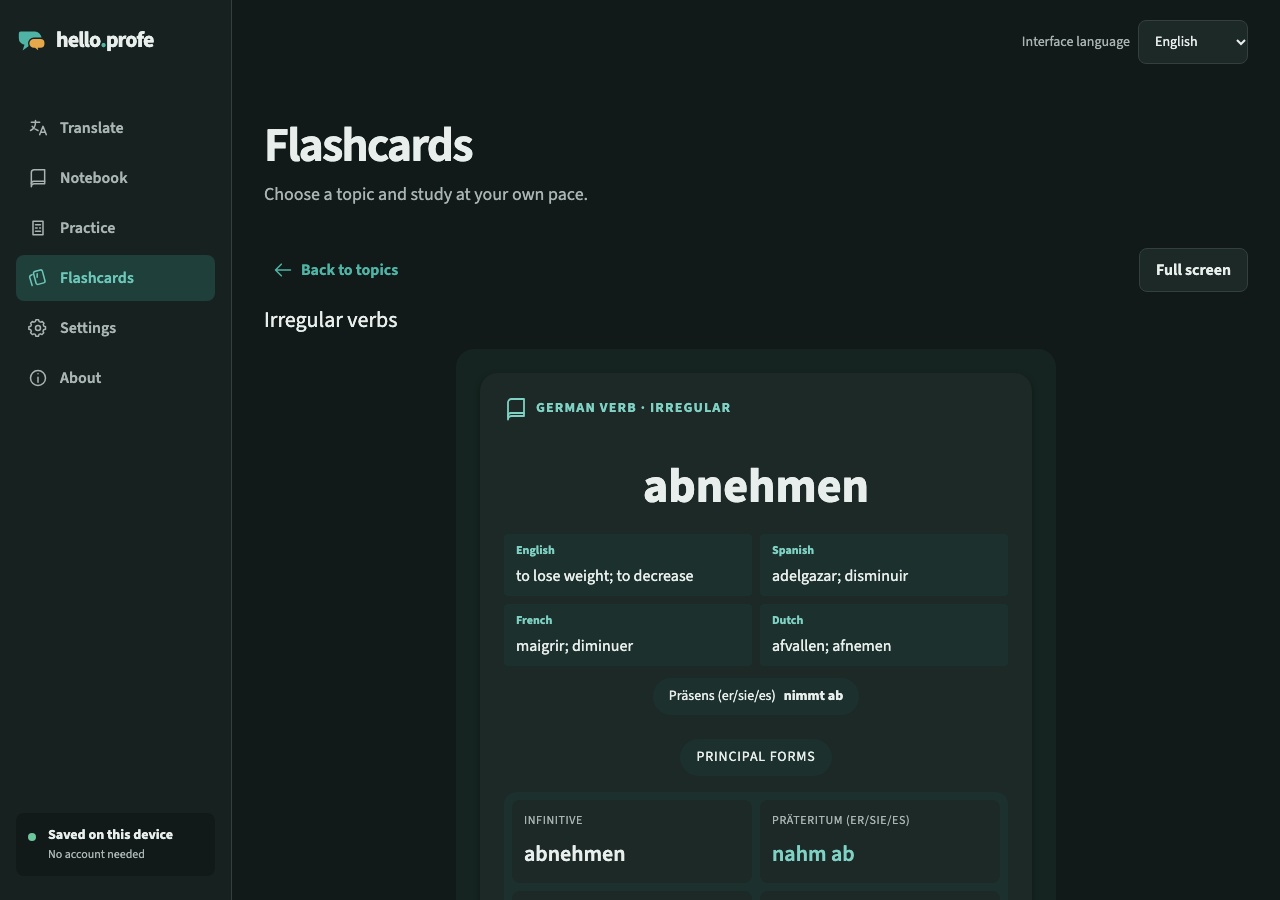 hello.profe
Interface language
English
Translate
Notebook
Practice
Flashcards
Settings
About
Saved on this device
No account needed
Flashcards
Choose a topic and study at your own pace.
Back to topics
Full screen
Irregular verbs
GERMAN VERB · IRREGULAR
abnehmen
English
to lose weight; to decrease
Spanish
adelgazar; disminuir
French
maigrir; diminuer
Dutch
afvallen; afnemen
Präsens (er/sie/es) nimmt ab
PRINCIPAL FORMS
INFINITIVE
abnehmen
PRÄTERITUM (ER/SIE/ES)
nahm ab